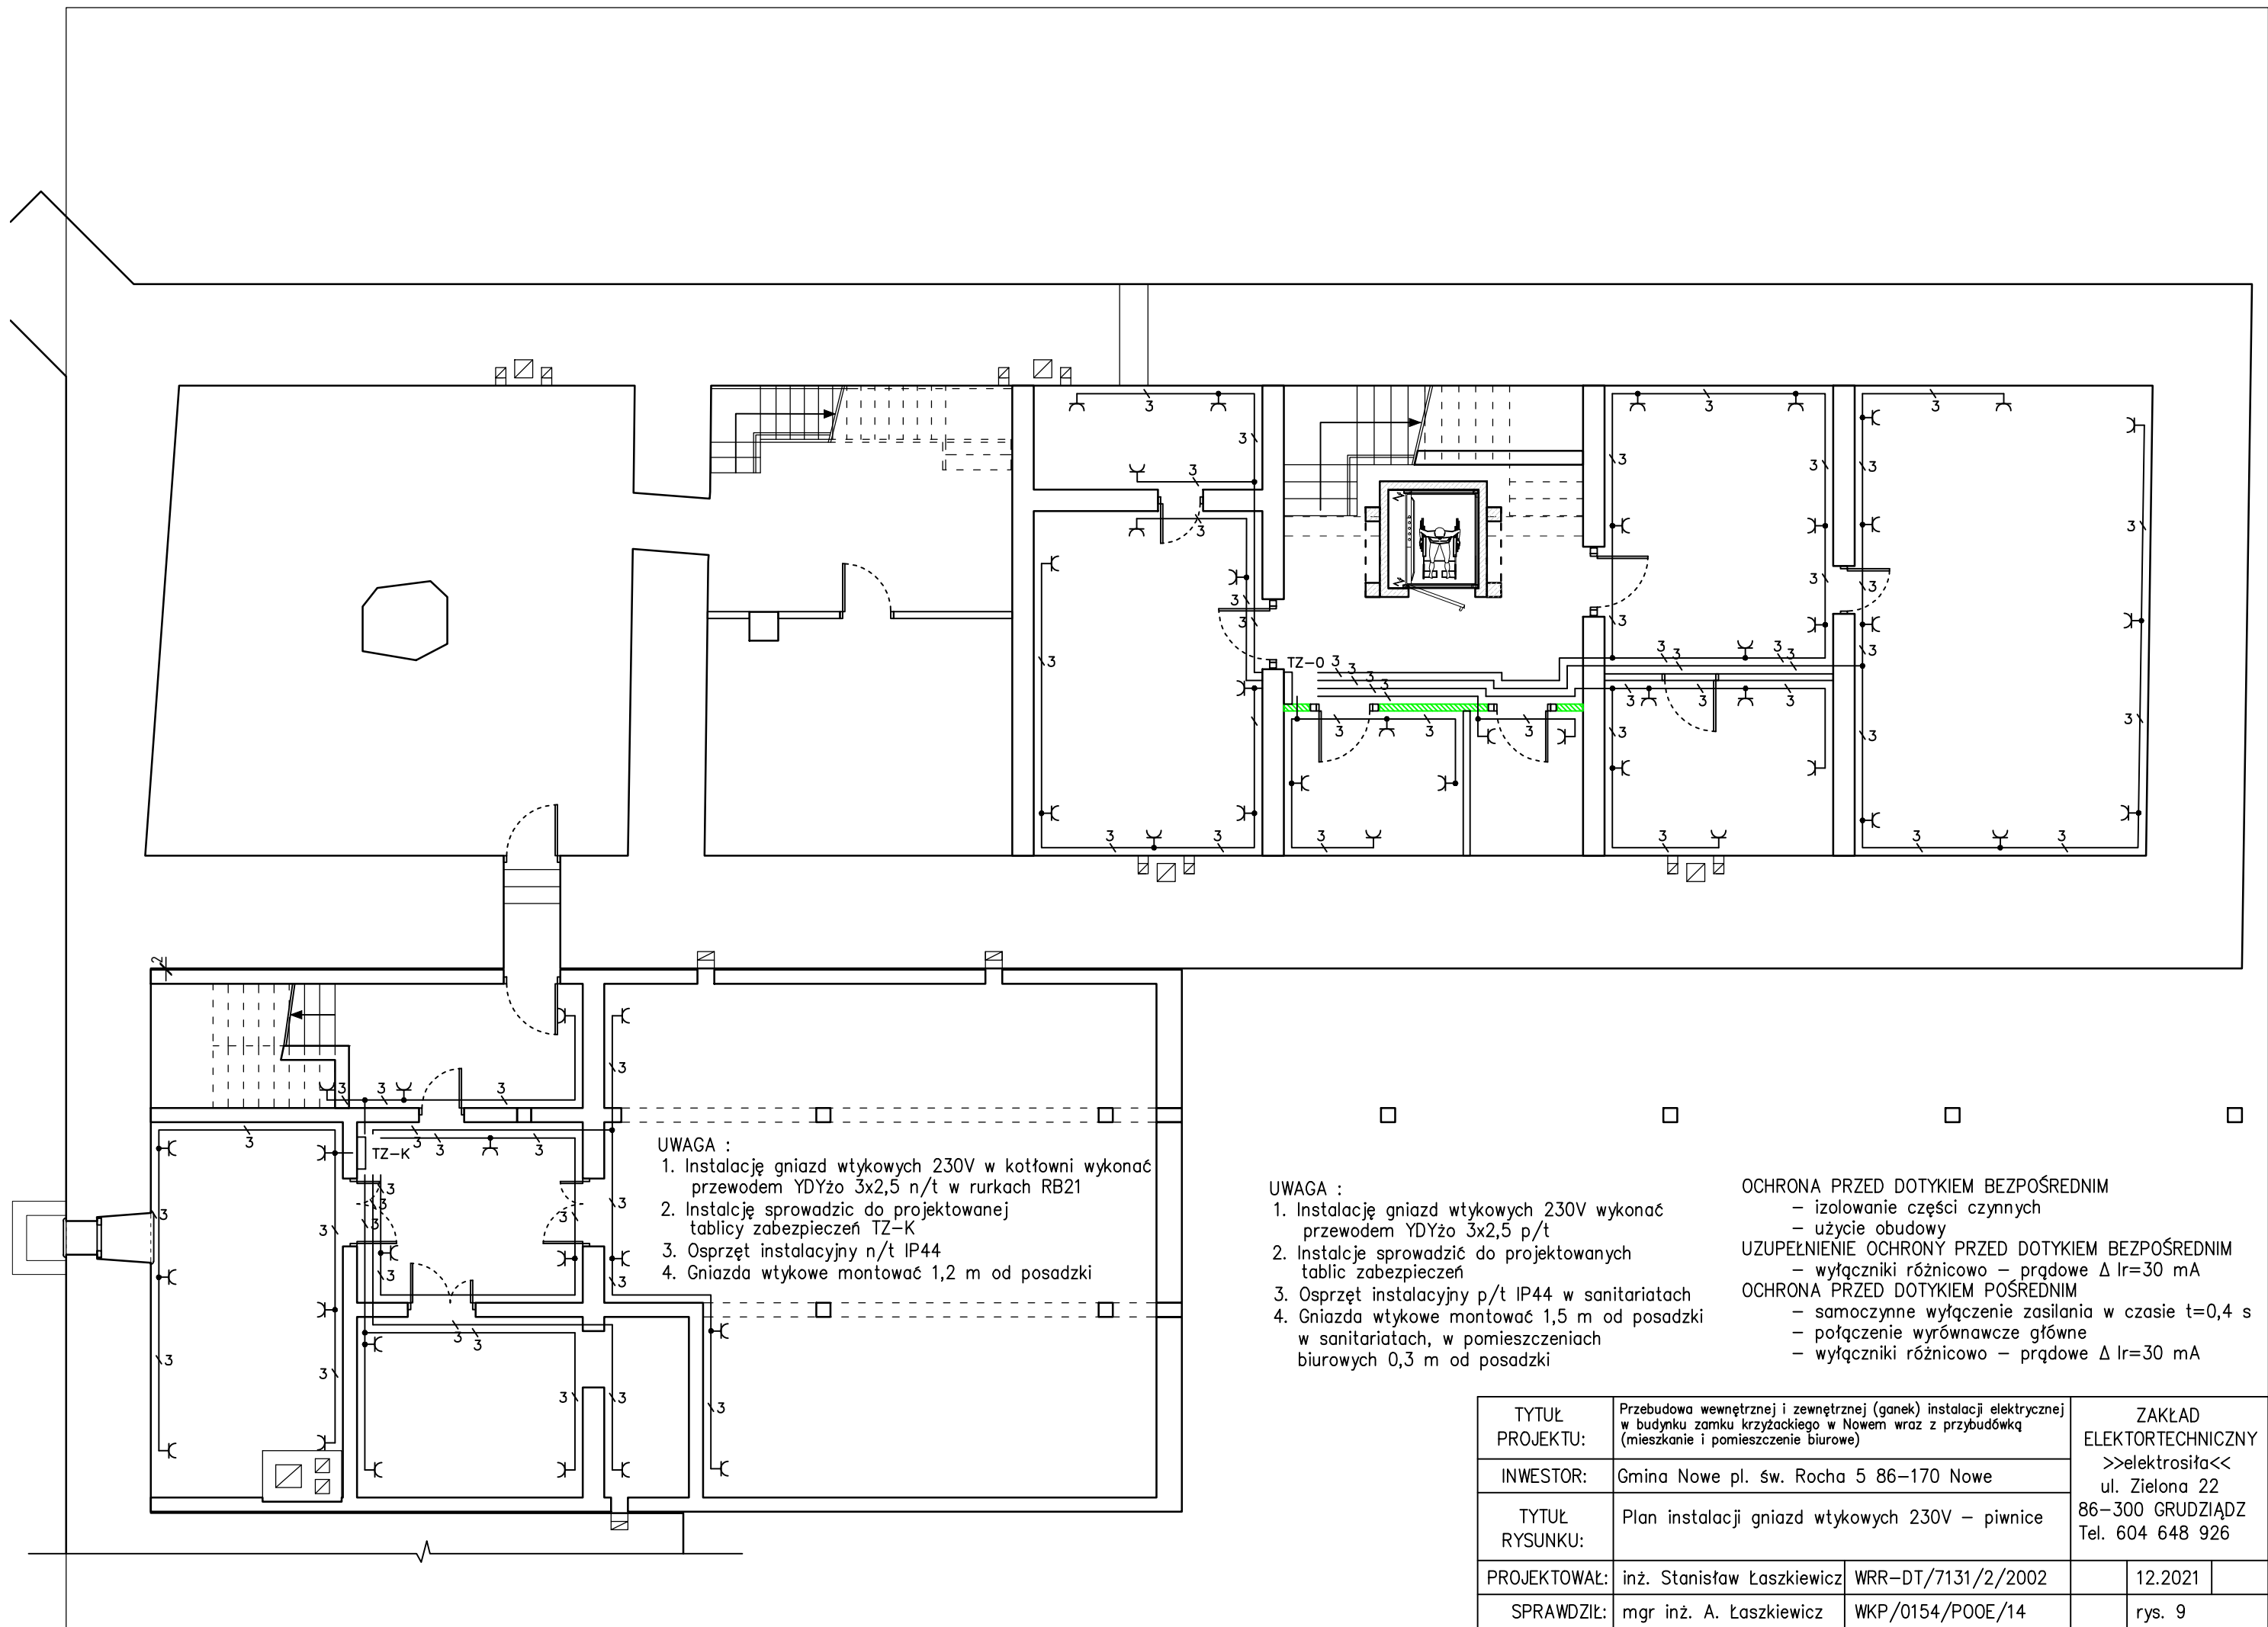 TZ-O
TZ-K
UWAGA :
1. Instalację gniazd wtykowych 230V w kotłowni wykonać
przewodem YDYżo 3x2,5 n/t w rurkach RB21
2. Instalcję sprowadzic do projektowanej
tablicy zabezpieczeń TZ-K
3. Osprzęt instalacyjny n/t IP44
4. Gniazda wtykowe montować 1,2 m od posadzki
UWAGA :
1. Instalację gniazd wtykowych 230V wykonać
przewodem YDYżo 3x2,5 p/t
2. Instalcje sprowadzić do projektowanych
tablic zabezpieczeń
3. Osprzęt instalacyjny p/t IP44 w sanitariatach
4. Gniazda wtykowe montować 1,5 m od posadzki
w sanitariatach, w pomieszczeniach
biurowych 0,3 m od posadzki
OCHRONA PRZED DOTYKIEM BEZPOŚREDNIM
- izolowanie części czynnych
- użycie obudowy
UZUPEŁNIENIE OCHRONY PRZED DOTYKIEM BEZPOŚREDNIM
- wyłączniki różnicowo - prądowe Δ Ir=30 mA
OCHRONA PRZED DOTYKIEM POŚREDNIM
- samoczynne wyłączenie zasilania w czasie t=0,4 s
- połączenie wyrównawcze główne
- wyłączniki różnicowo - prądowe Δ Ir=30 mA
TYTUŁ
PROJEKTU:
Przebudowa wewnętrznej i zewnętrznej (ganek) instalacji elektrycznej
w budynku zamku krzyżackiego w Nowem wraz z przybudówką
(mieszkanie i pomieszczenie biurowe)
INWESTOR:
Gmina Nowe pl. św. Rocha 5 86-170 Nowe
TYTUŁ
RYSUNKU:
Plan instalacji gniazd wtykowych 230V - piwnice
ZAKŁAD
ELEKTORTECHNICZNY
>>elektrosiła<<
ul. Zielona 22
86-300 GRUDZIĄDZ
Tel. 604 648 926
PROJEKTOWAŁ: inż. Stanisław Łaszkiewicz WRR-DT/7131/2/2002 12.2021
SPRAWDZIŁ: mgr inż. A. Łaszkiewicz WKP/0154/POOE/14 rys. 9